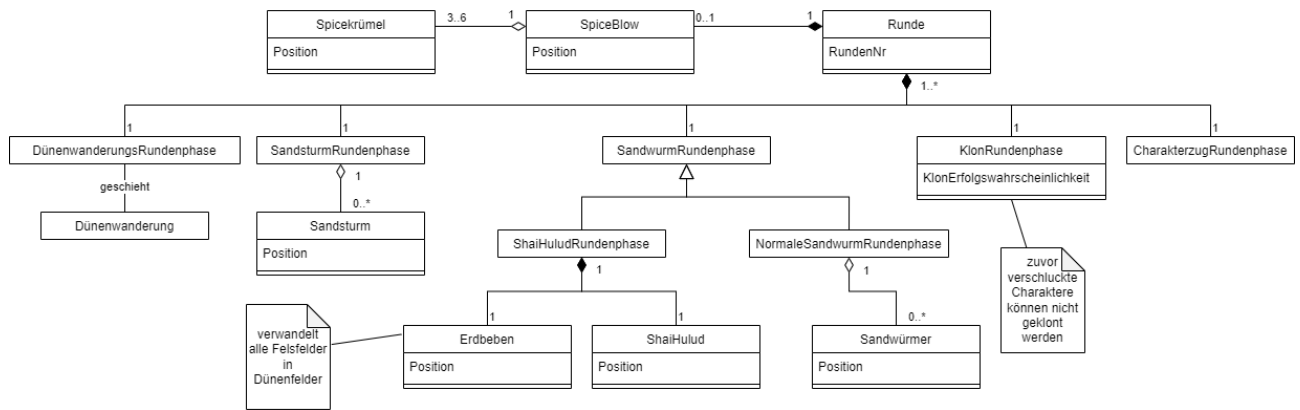 Spicekrümel
Position
3..6
1
SpiceBlow
Position
0..1
1
Runde
RundenNr
1..*
1
1
1
1
1
DünenwanderungsRundenphase
SandsturmRundenphase
SandwurmRundenphase
KlonRundenphase
KlonErfolgswahrscheinlichkeit
CharakterzugRundenphase
geschieht
1
0..*
Dünenwanderung
Sandsturm
Position
ShaiHuludRundenphase
NormaleSandwurmRundenphase
1
1
zuvor
verschluckte
Charaktere
können nicht
geklont
werden
verwandelt
alle Felsfelder
in
Dünenfelder
1
1
0..*
Erdbeben
Position
ShaiHulud
Position
Sandwürmer
Position